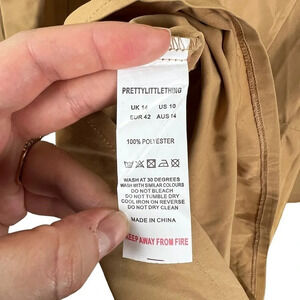 PRETTYLITTLETHING
UK 14 US 10
EUR 42 AUS 14
100% POLYESTER
WASH AT 30 DEGREES
WASH WITH SIMILAR COLOURS
DO NOT BLEACH
DO NOT TUMBLE DRY
COOL IRON ON REVERSE
DO NOT DRY CLEAN
MADE IN CHINA
KEEP AWAY FROM FIRE